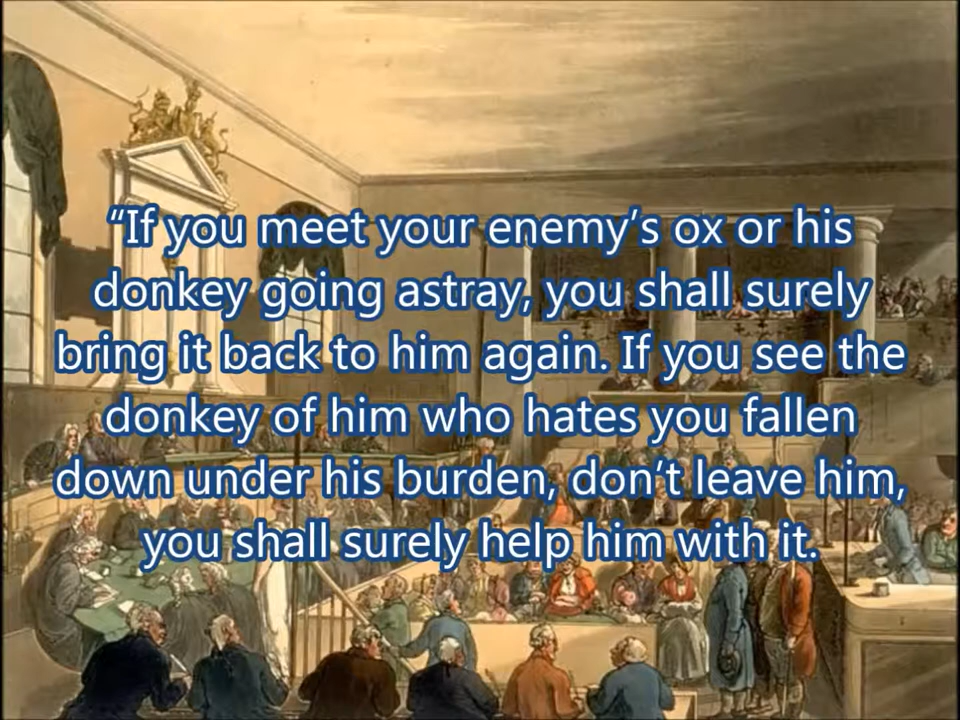 “If you meet your enemy’s ox or his
donkey going astray, you shall surely
bring it back to him again. If you see the
donkey of him who hates you fallen
down under his burden, don’t leave him,
you shall surely help him with it.